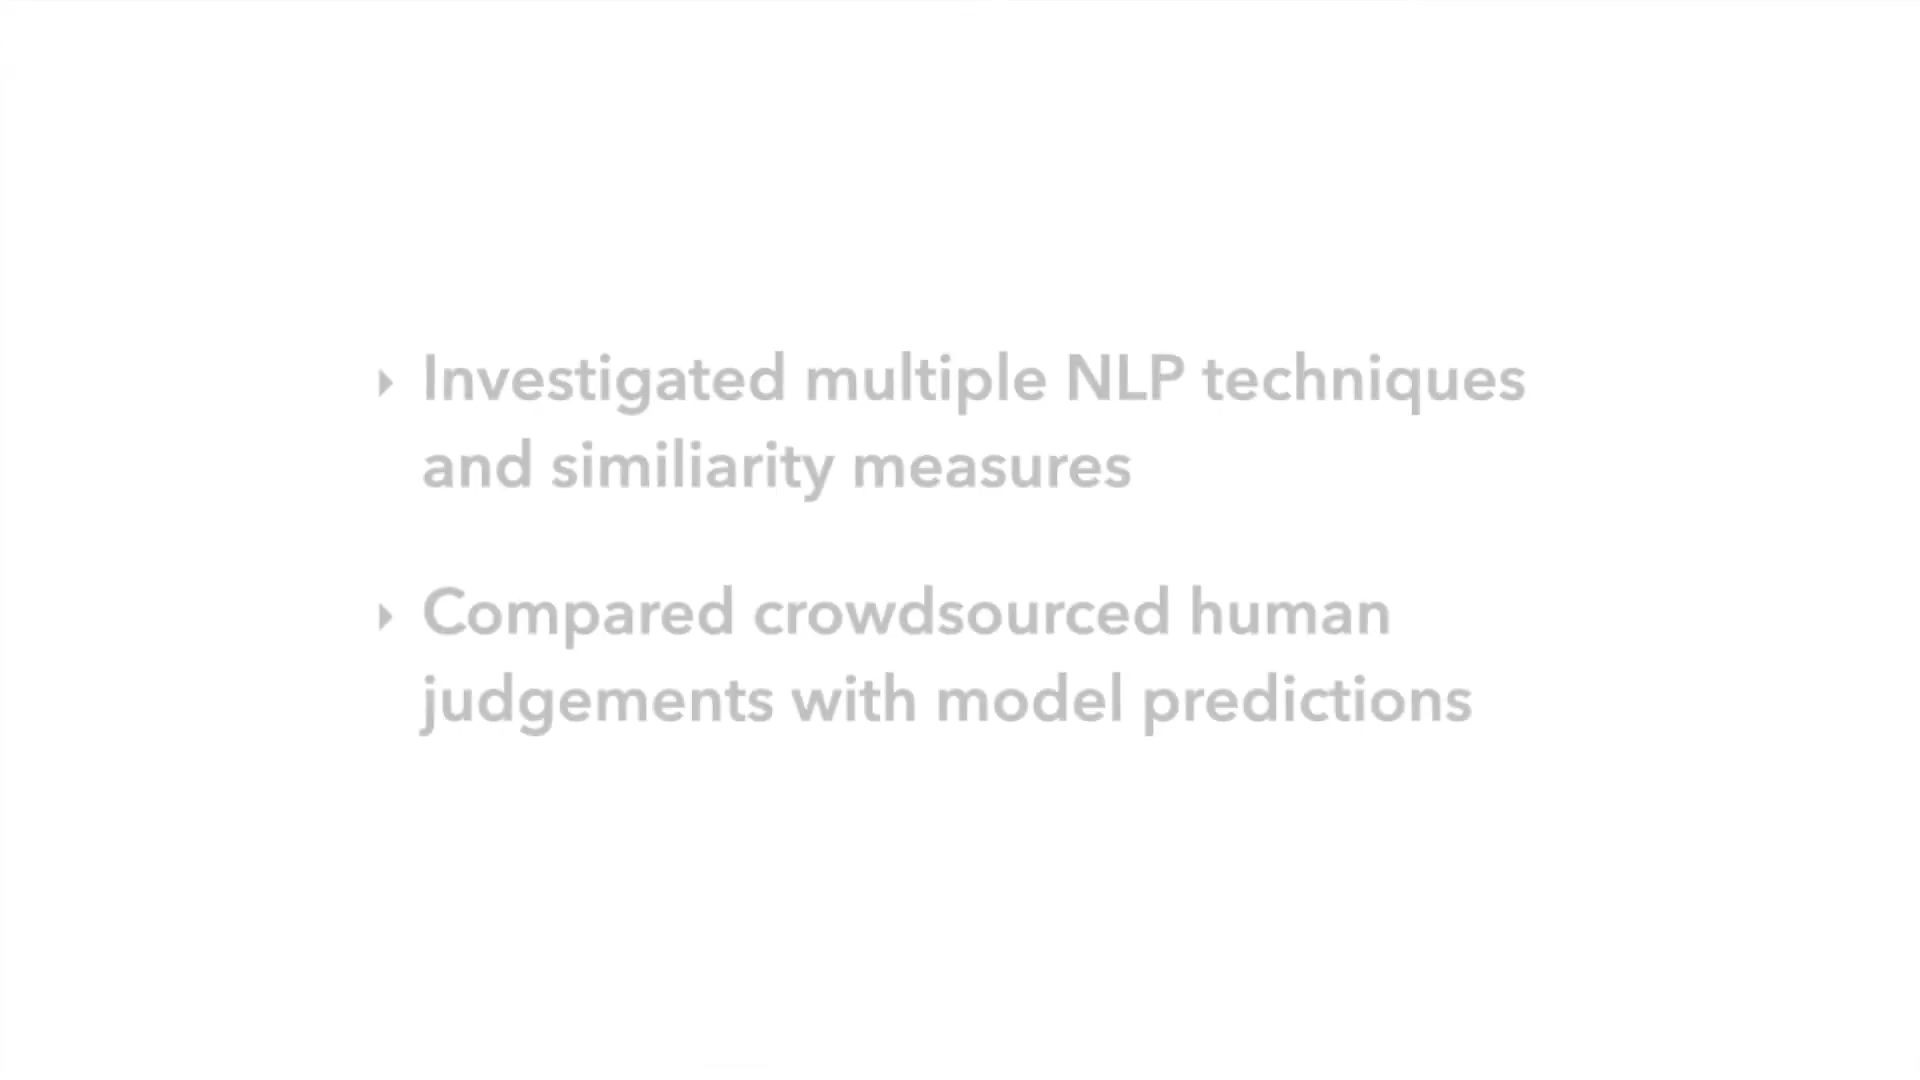 ‣ Investigated multiple NLP techniques
and similiarity measures
‣ Compared crowdsourced human
judgements with model predictions